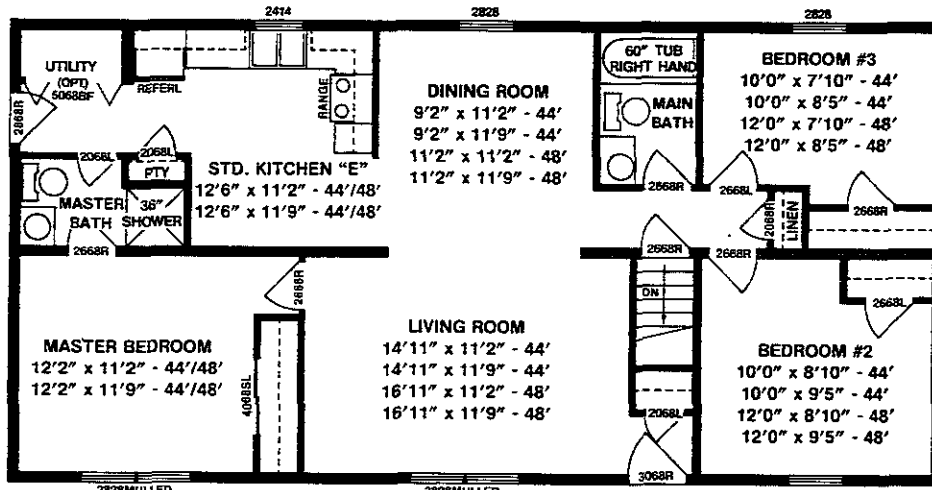 2414
2828
2828
UTILITY
(OPT)
5068BF
2868R
REFERL
RANGE
2068L
2068L
PTY
STD. KITCHEN "E"
12'6" x 11'2" - 44'/48'
12'6" x 11'9" - 44'/48'
MASTER
BATH
36"
SHOWER
2668R
DINING ROOM
9'2" x 11'2" - 44'
9'2" x 11'9" - 44'
11'2" x 11'2" - 48'
11'2" x 11'9" - 48'
60" TUB
RIGHT HAND
MAIN
BATH
2668R
BEDROOM #3
10'0" x 7'10" - 44'
10'0" x 8'5" - 44'
12'0" x 7'10" - 48'
12'0" x 8'5" - 48'
2668L
2668R
2068R
LINEN
2668R
2668R
2668R
MASTER BEDROOM
12'2" x 11'2" - 44'/48'
12'2" x 11'9" - 44'/48'
4068SL
LIVING ROOM
14'11" x 11'2" - 44'
14'11" x 11'9" - 44'
16'11" x 11'2" - 48'
16'11" x 11'9" - 48'
DN
2068L
3068R
2668L
BEDROOM #2
10'0" x 8'10" - 44'
10'0" x 9'5" - 44'
12'0" x 8'10" - 48'
12'0" x 9'5" - 48'
2828MULLED
2828MULLED